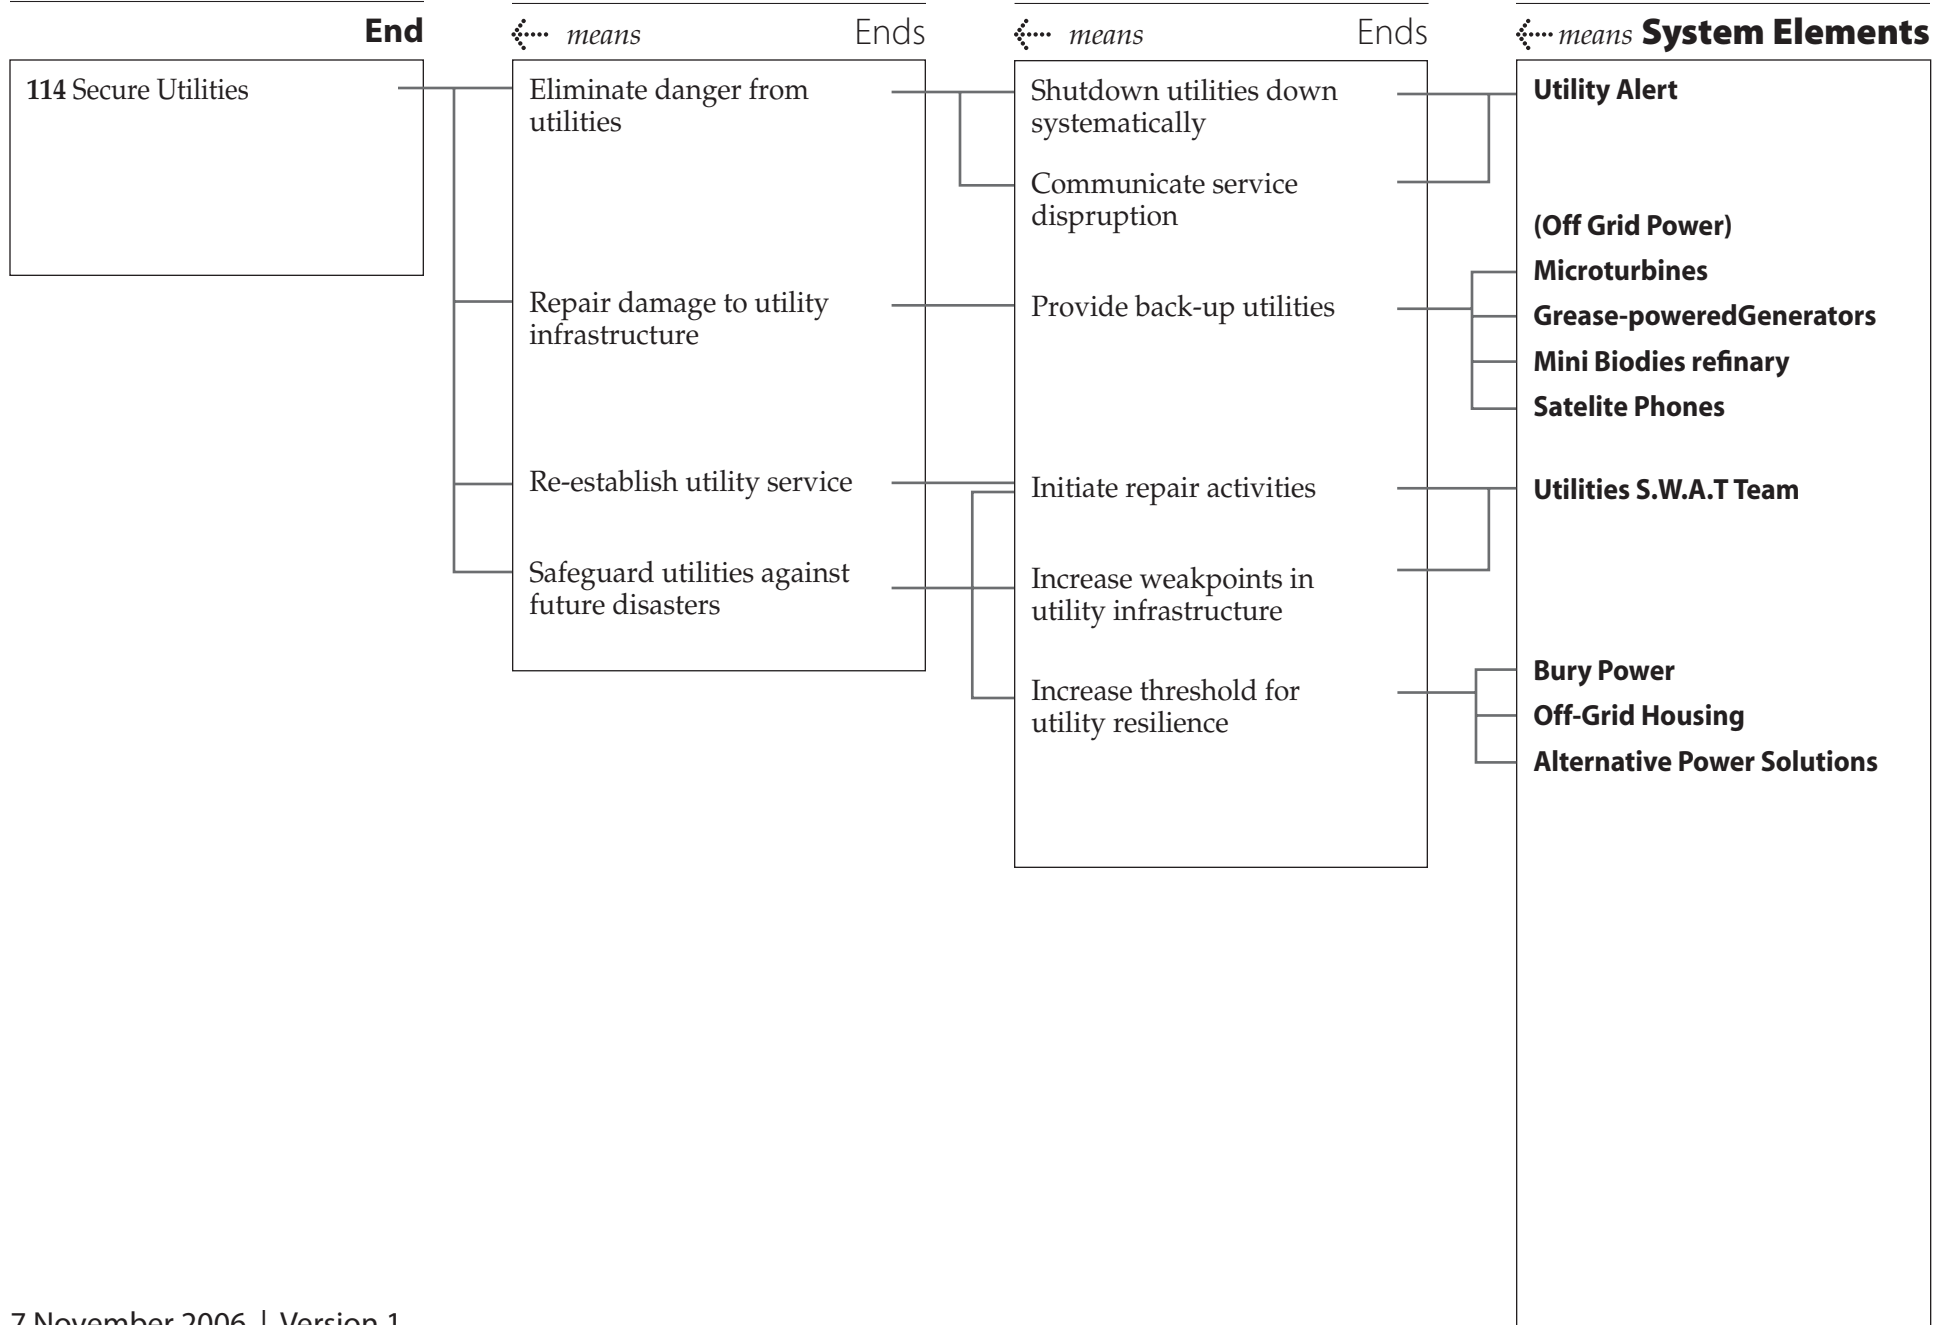 End
means Ends
means Ends
means System Elements
114 Secure Utilities
Eliminate danger from
utilities
Repair damage to utility
infrastructure
Re-establish utility service
Safeguard utilities against
future disasters
Shutdown utilities down
systematically
Communicate service
dispruption
Provide back-up utilities
Initiate repair activities
Increase weakpoints in
utility infrastructure
Increase threshold for
utility resilience
Utility Alert
(Off Grid Power)
Microturbines
Grease-poweredGenerators
Mini Biodies refinary
Satelite Phones
Utilities S.W.A.T Team
Bury Power
Off-Grid Housing
Alternative Power Solutions
7 November 2006 | Version 1